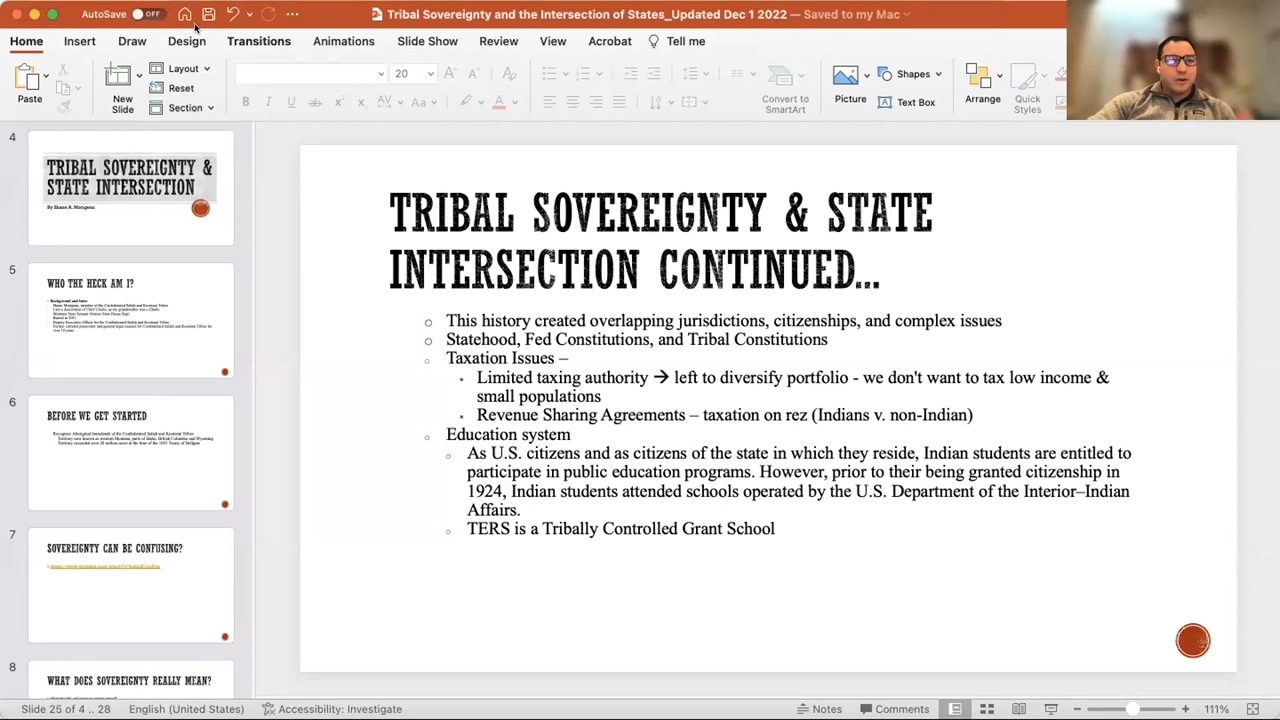 AutoSave OFF
Tribal Sovereignty and the Intersection of States_Updated Dec 1 2022 — Saved to my Mac
Home Insert Draw Design Transitions Animations Slide Show Review View Acrobat Tell me
Paste
New Slide
Layout
Reset
Section
20
Convert to SmartArt
Picture
Shapes
Text Box
Arrange
Quick Styles
4
TRIBAL SOVEREIGNTY &
STATE INTERSECTION
By Shane A. Morigeau
5
WHO THE HECK AM I?
6
BEFORE WE GET STARTED
7
SOVEREIGNTY CAN BE CONFUSING?
8
WHAT DOES SOVEREIGNTY REALLY MEAN?
TRIBAL SOVEREIGNTY & STATE
INTERSECTION CONTINUED...
This history created overlapping jurisdictions, citizenships, and complex issues
Statehood, Fed Constitutions, and Tribal Constitutions
Taxation Issues –
Limited taxing authority → left to diversify portfolio - we don't want to tax low income &
small populations
Revenue Sharing Agreements – taxation on rez (Indians v. non-Indian)
Education system
As U.S. citizens and as citizens of the state in which they reside, Indian students are entitled to
participate in public education programs. However, prior to their being granted citizenship in
1924, Indian students attended schools operated by the U.S. Department of the Interior–Indian
Affairs.
TERS is a Tribally Controlled Grant School
Slide 25 of 4 .. 28 English (United States) Accessibility: Investigate Notes Comments 111%